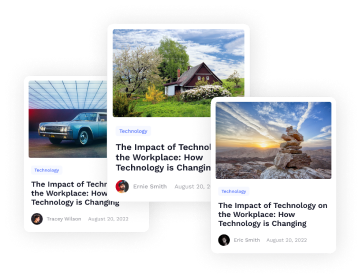 Technology
The Impact of Techn
the Workplace: How
Technology is Changing
Tracey Wilson August 20, 2022
Technology
The Impact of Technol
the Workplace: How
Technology is Changin
Ernie Smith August 20, 2
Technology
The Impact of Technology on
the Workplace: How
Technology is Changing
Eric Smith August 20, 2022